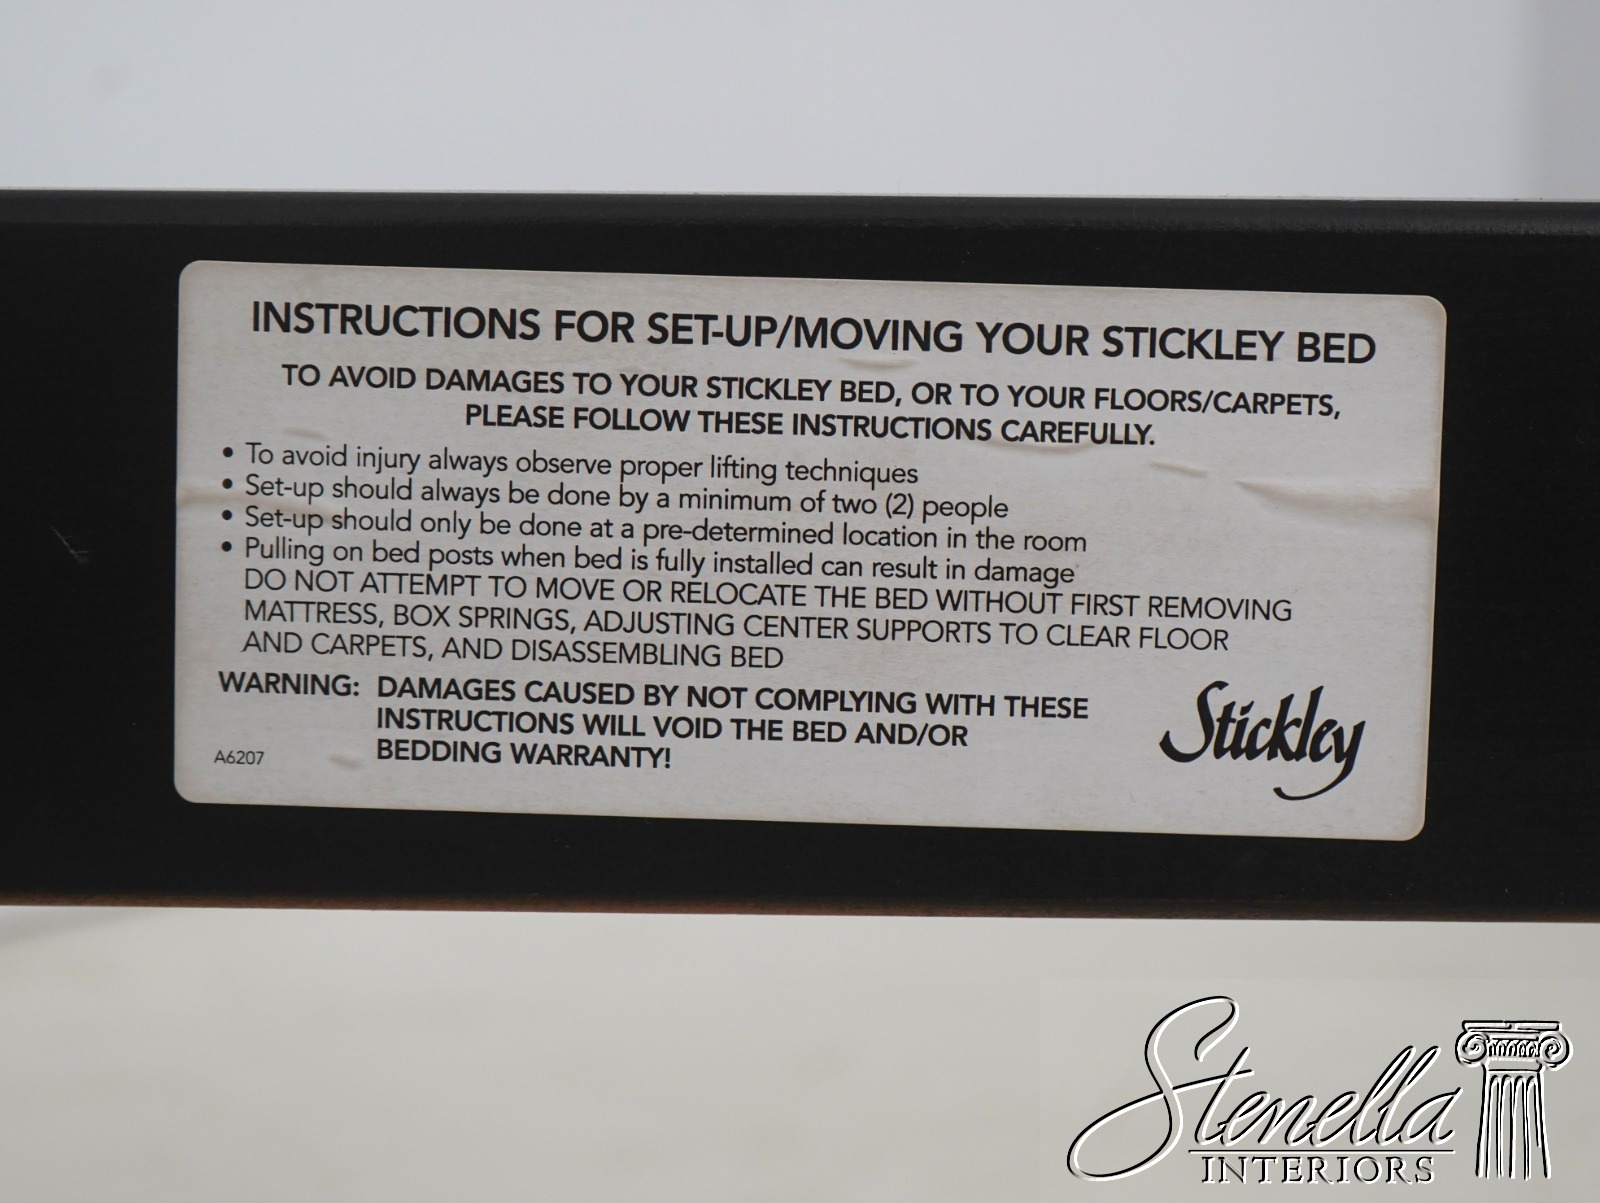 INSTRUCTIONS FOR SET-UP/MOVING YOUR STICKLEY BED
TO AVOID DAMAGES TO YOUR STICKLEY BED, OR TO YOUR FLOORS/CARPETS,
PLEASE FOLLOW THESE INSTRUCTIONS CAREFULLY.
• To avoid injury always observe proper lifting techniques
• Set-up should always be done by a minimum of two (2) people
• Set-up should only be done at a pre-determined location in the room
• Pulling on bed posts when bed is fully installed can result in damage
DO NOT ATTEMPT TO MOVE OR RELOCATE THE BED WITHOUT FIRST REMOVING
MATTRESS, BOX SPRINGS, ADJUSTING CENTER SUPPORTS TO CLEAR FLOOR
AND CARPETS, AND DISASSEMBLING BED
WARNING: DAMAGES CAUSED BY NOT COMPLYING WITH THESE
INSTRUCTIONS WILL VOID THE BED AND/OR
BEDDING WARRANTY!
A6207
Stickley
Stenella
INTERIORS